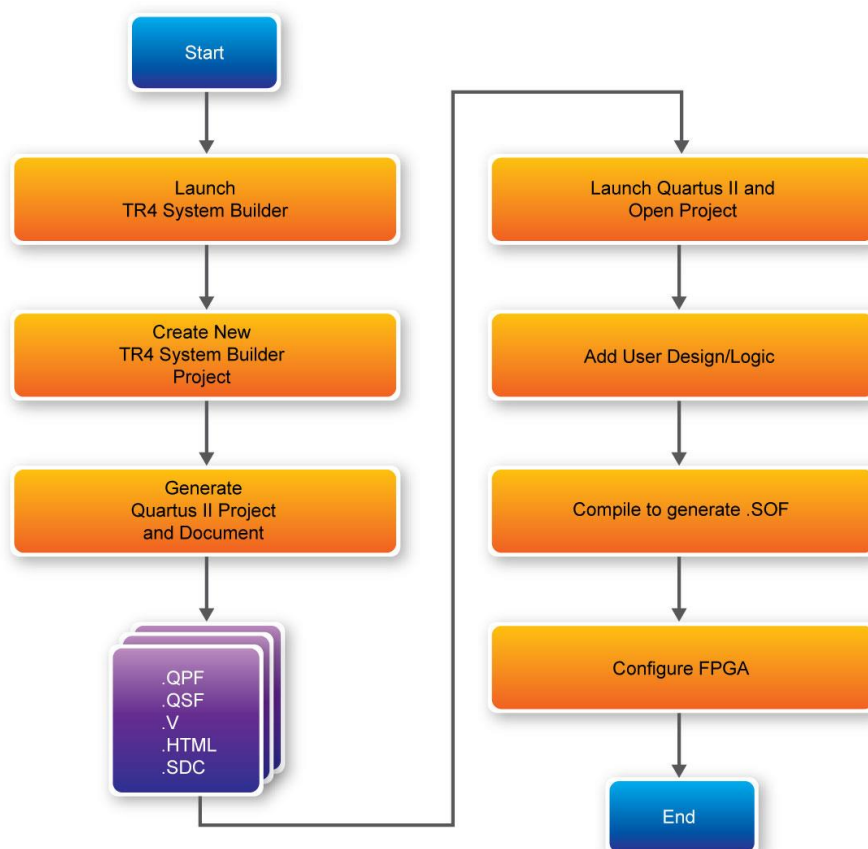 Start
Launch
TR4 System Builder
Create New
TR4 System Builder
Project
Generate
Quartus II Project
and Document
.QPF
.QSF
.V
.HTML
.SDC
Launch Quartus II and
Open Project
Add User Design/Logic
Compile to generate .SOF
Configure FPGA
End